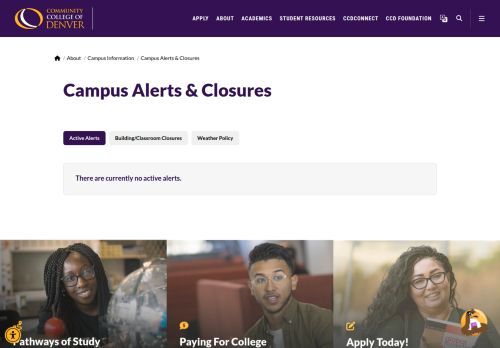 COMMUNITY
COLLEGE OF
DENVER
APPLY ABOUT ACADEMICS STUDENT RESOURCES CCDCONNECT CCD FOUNDATION
/ About / Campus Information / Campus Alerts & Closures
Campus Alerts & Closures
Active Alerts Building/Classroom Closures Weather Policy
There are currently no active alerts.
Pathways of Study Paying For College Apply Today!